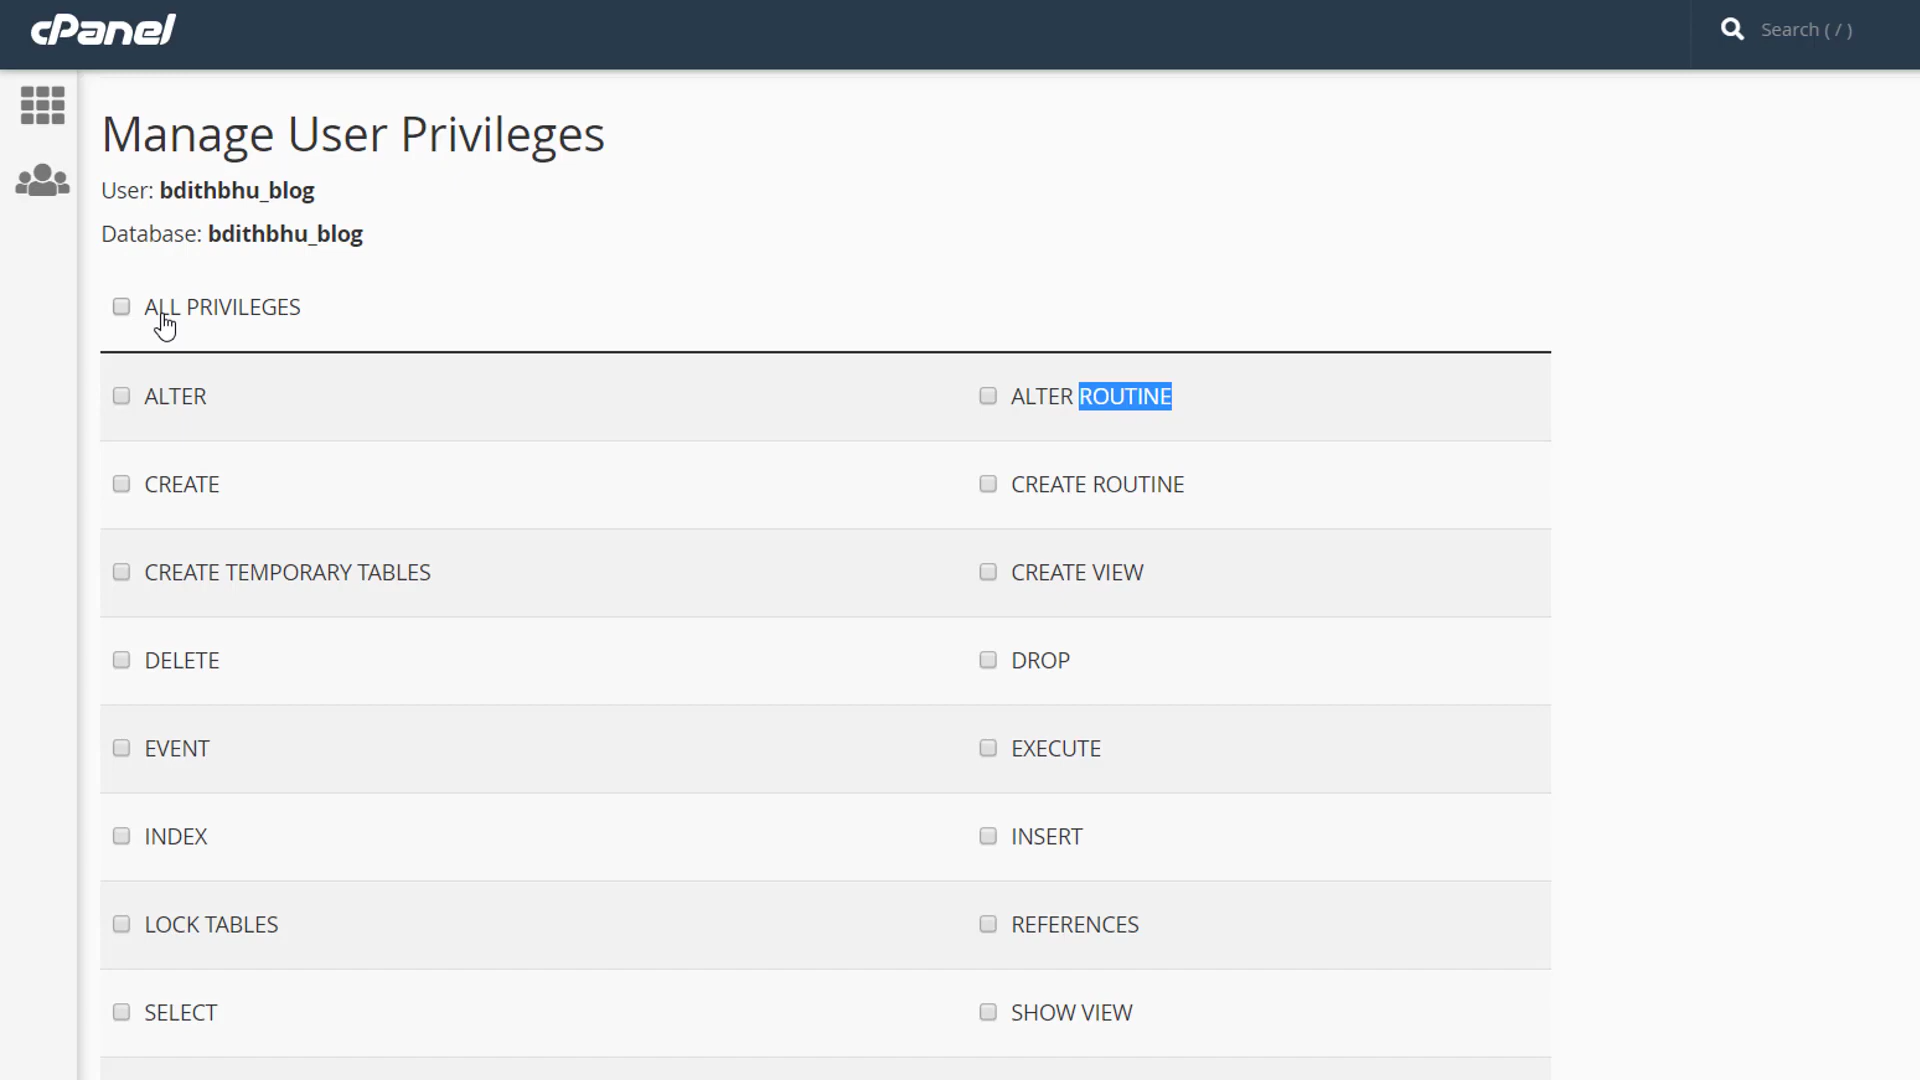 cPanel
Search ( / )
Manage User Privileges
User: bdithbhu_blog
Database: bdithbhu_blog
ALL PRIVILEGES
ALTER
ALTER ROUTINE
CREATE
CREATE ROUTINE
CREATE TEMPORARY TABLES
CREATE VIEW
DELETE
DROP
EVENT
EXECUTE
INDEX
INSERT
LOCK TABLES
REFERENCES
SELECT
SHOW VIEW